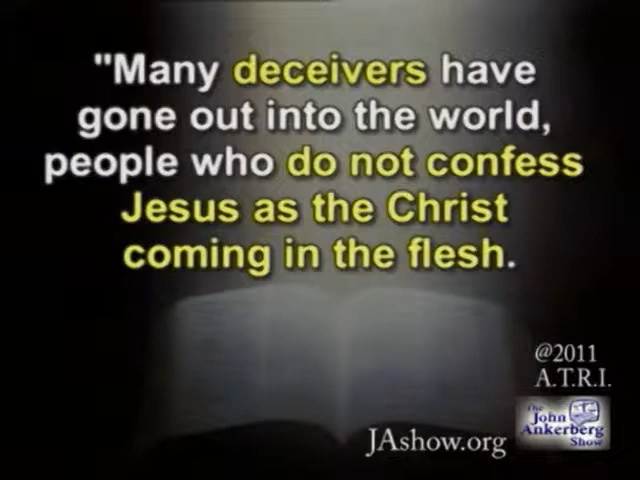 "Many deceivers have
gone out into the world,
people who do not confess
Jesus as the Christ
coming in the flesh.
@2011
A.T.R.I.
JAshow.org
The
John
Ankerberg
Show